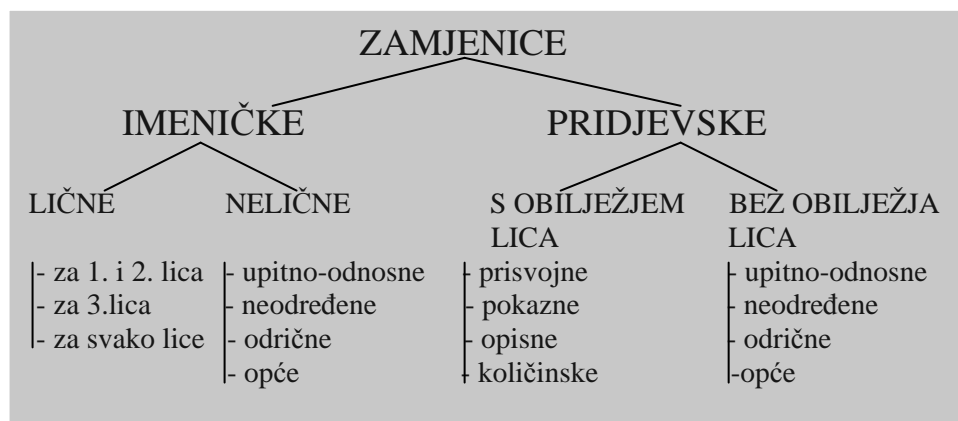 ZAMJENICE
IMENIČKE PRIDJEVSKE
LIČNE NELIČNE S OBILJEŽJEM LICA BEZ OBILJEŽJA LICA
- za 1. i 2. lica
- za 3.lica
- za svako lice
- upitno-odnosne
- neodređene
- odrične
- opće
- prisvojne
- pokazne
- opisne
- količinske
- upitno-odnosne
- neodređene
- odrične
-opće